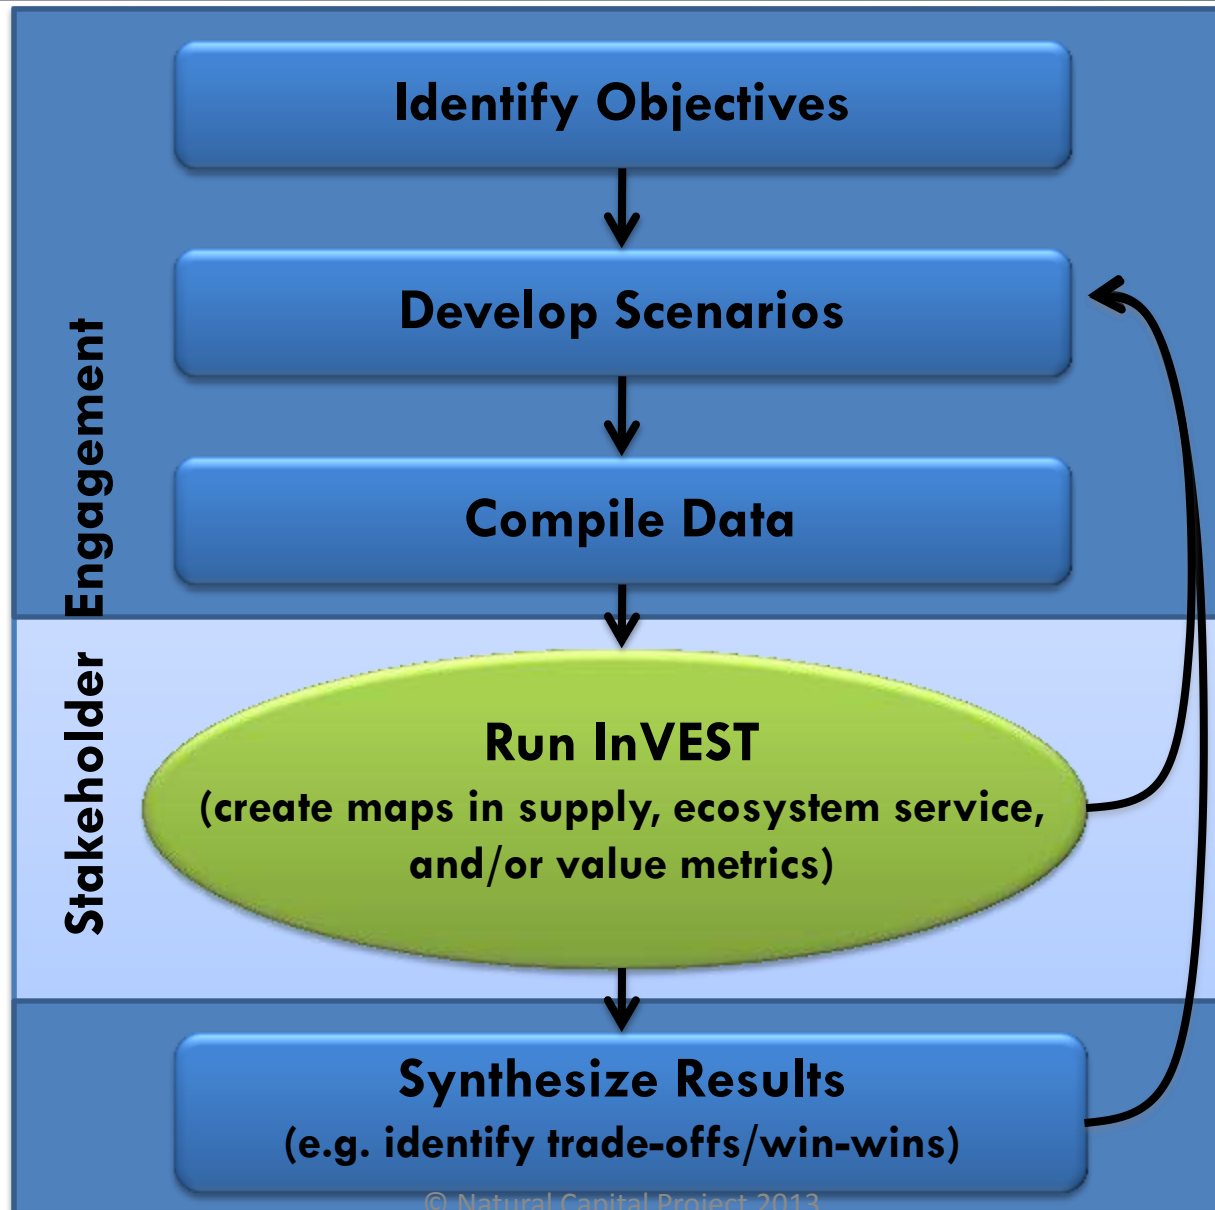 Identify Objectives
Develop Scenarios
Compile Data
Stakeholder Engagement
Run InVEST
(create maps in supply, ecosystem service,
and/or value metrics)
Synthesize Results
(e.g. identify trade-offs/win-wins)
© Natural Capital Project 2013